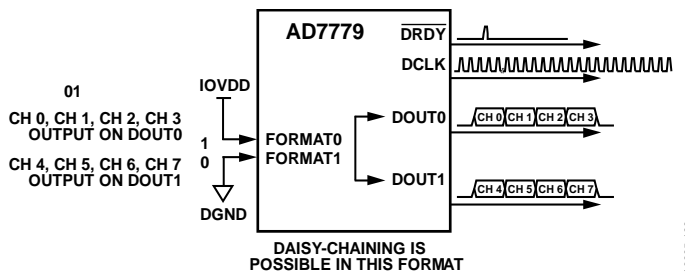 AD7779
DRDY
DCLK
01
IOVDD
CH 0, CH 1, CH 2, CH 3
OUTPUT ON DOUT0
1
FORMAT0
DOUT0
CH 0 CH 1 CH 2 CH 3
CH 4, CH 5, CH 6, CH 7
OUTPUT ON DOUT1
0
FORMAT1
DOUT1
CH 4 CH 5 CH 6 CH 7
DGND
DAISY-CHAINING IS
POSSIBLE IN THIS FORMAT